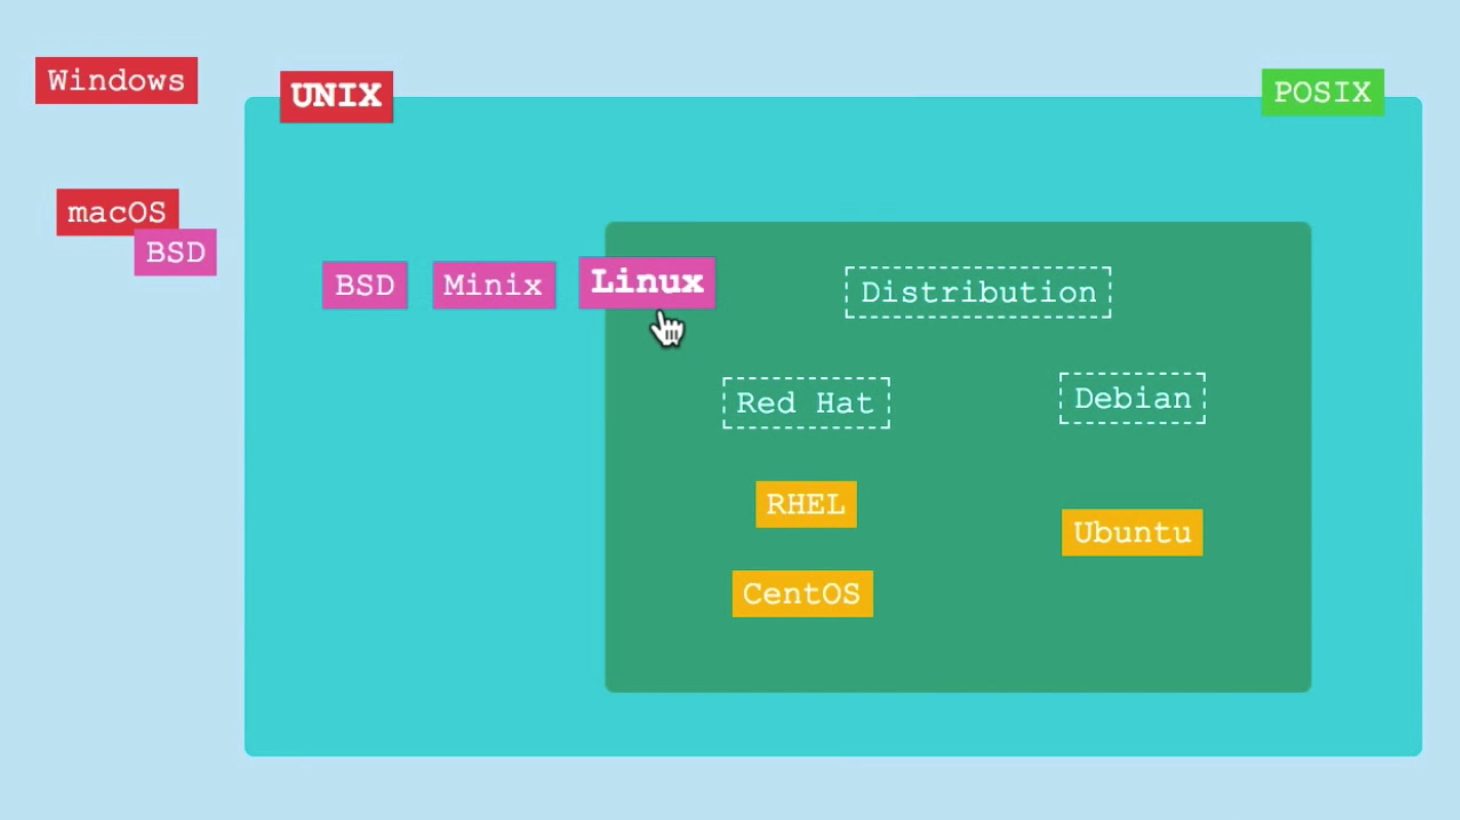 Windows
UNIX
POSIX
macOS
BSD
BSD
Minix
Linux
Distribution
Red Hat
Debian
RHEL
Ubuntu
CentOS